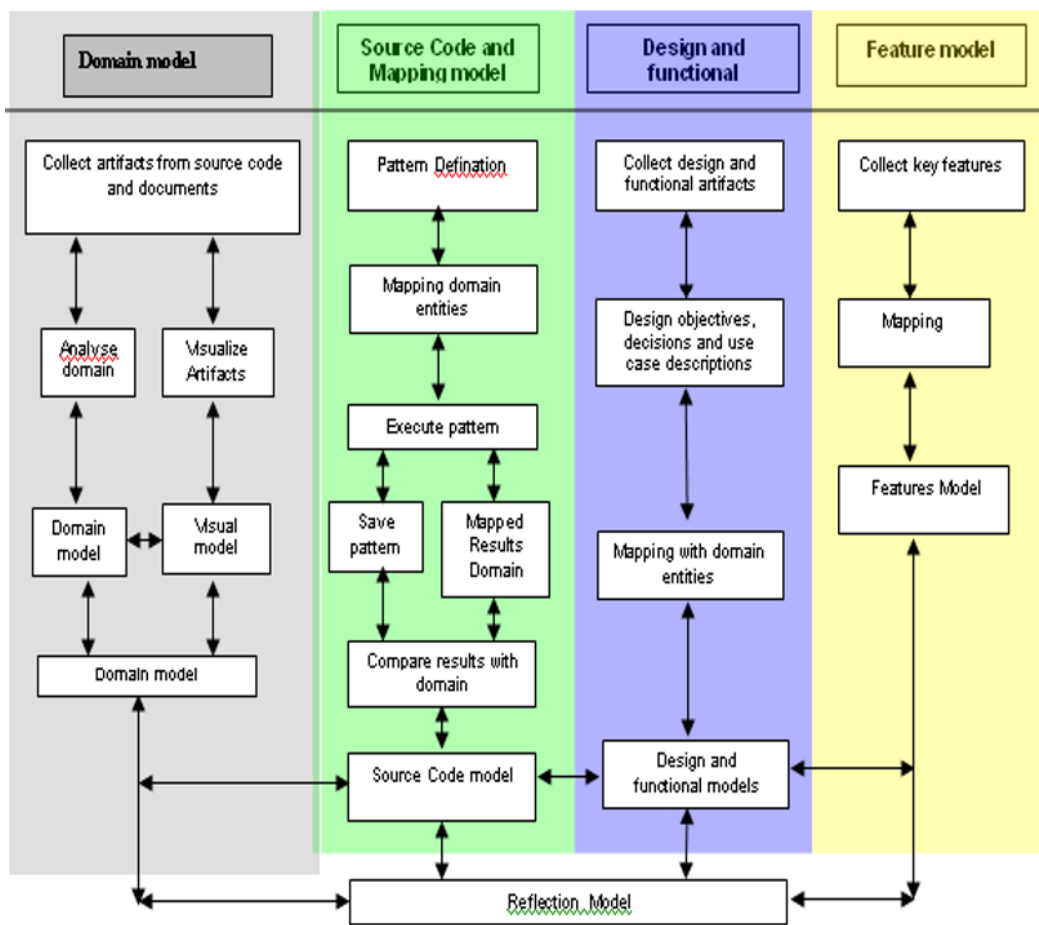 Domain model
Source Code and
Mapping model
Design and
functional
Feature model
Collect artifacts from source code
and documents
Analyse
domain
Visualize
Artifacts
Domain
model
Visual
model
Domain model
Pattern Defination
Mapping domain
entities
Execute pattern
Save
pattern
Mapped
Results
Domain
Compare results with
domain
Source Code model
Collect design and
functional artifacts
Design objectives,
decisions and use
case descriptions
Mapping with domain
entities
Design and
functional models
Collect key features
Mapping
Features Model
Reflection Model